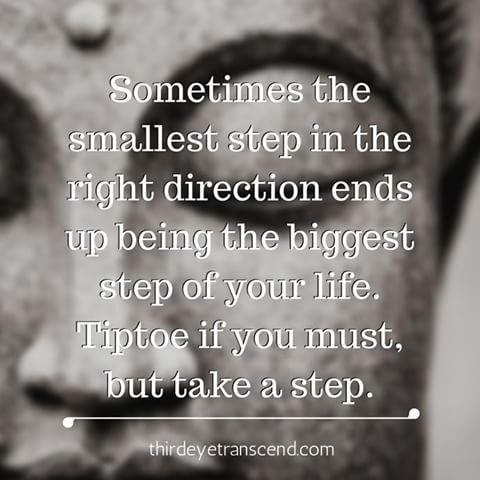 Sometimes the
smallest step in the
right direction ends
up being the biggest
step of your life.
Tiptoe if you must,
but take a step.
thirdeyetranscend.com